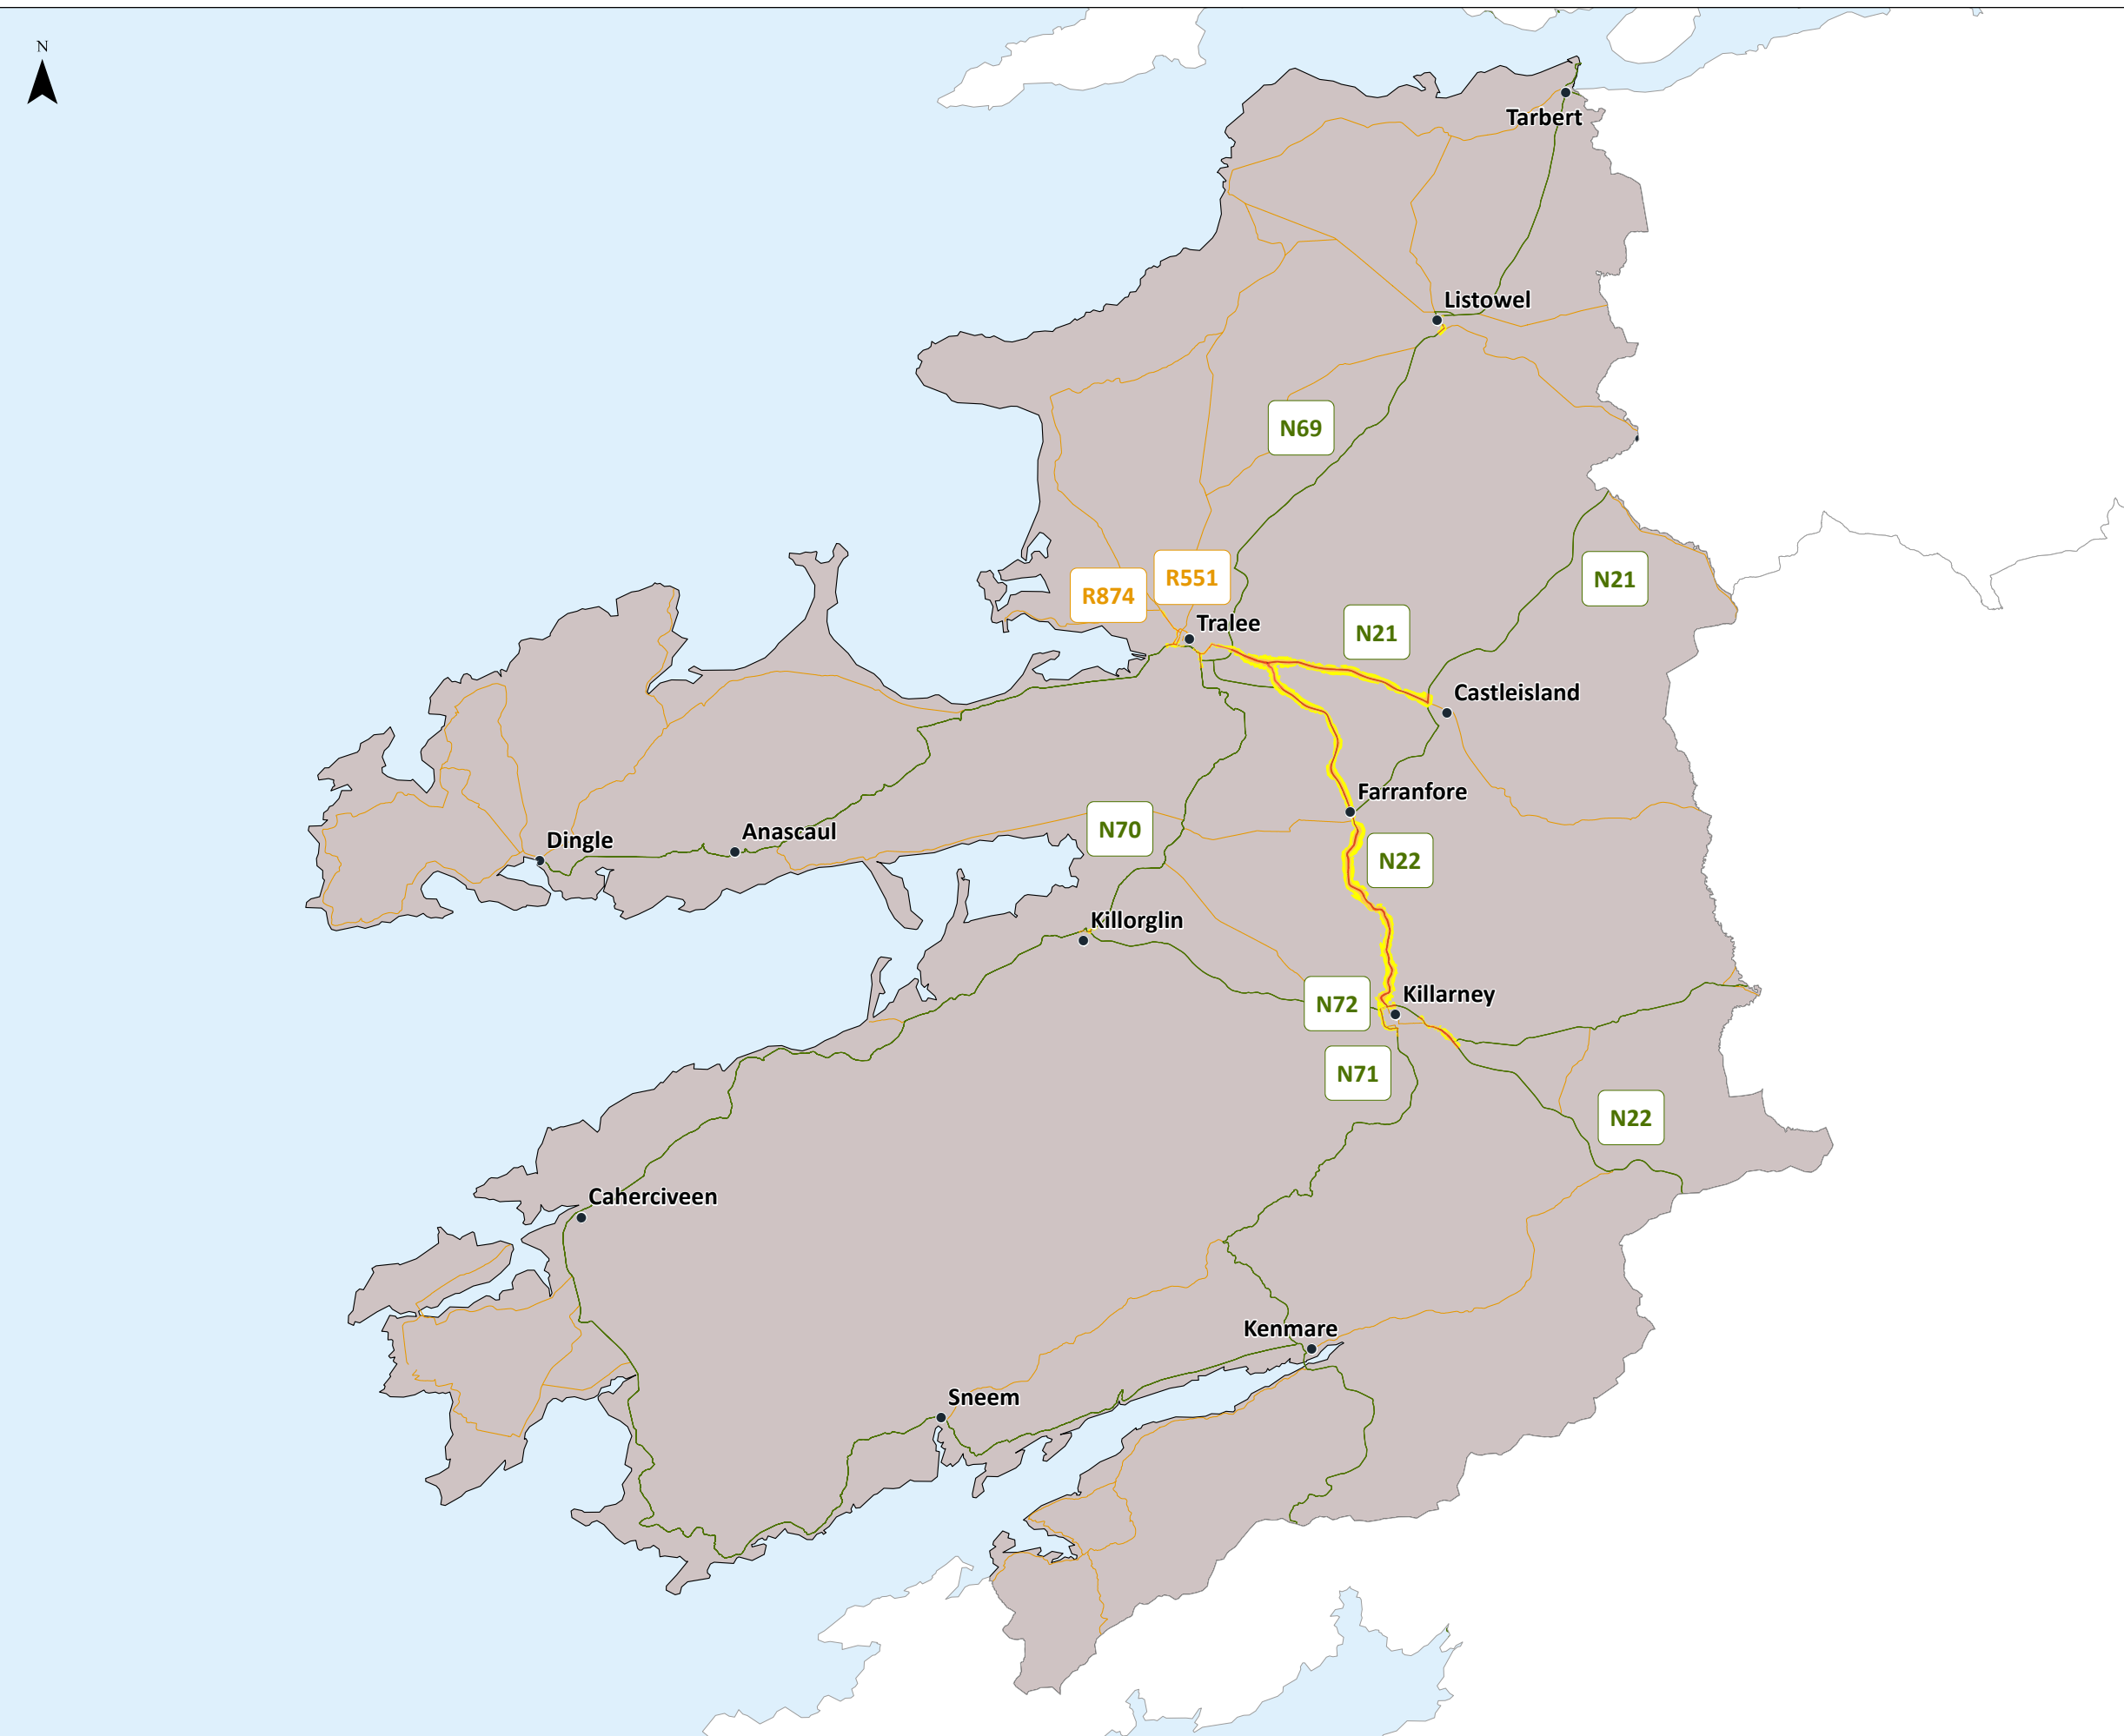 N
Tarbert
Listowel
N69
R551
N21
R874
Tralee
N21
Castleisland
Farranfore
N70
Anascaul
Dingle
N22
Killorglin
Killarney
N72
N71
N22
Caherciveen
Kenmare
Sneem